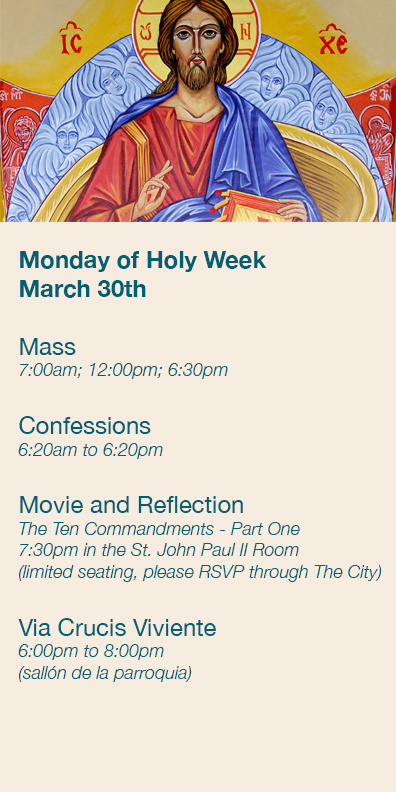 IC
XC
Monday of Holy Week
March 30th
Mass
7:00am; 12:00pm; 6:30pm
Confessions
6:20am to 6:20pm
Movie and Reflection
The Ten Commandments - Part One
7:30pm in the St. John Paul II Room
(limited seating, please RSVP through The City)
Via Crucis Viviente
6:00pm to 8:00pm
(sallón de la parroquia)